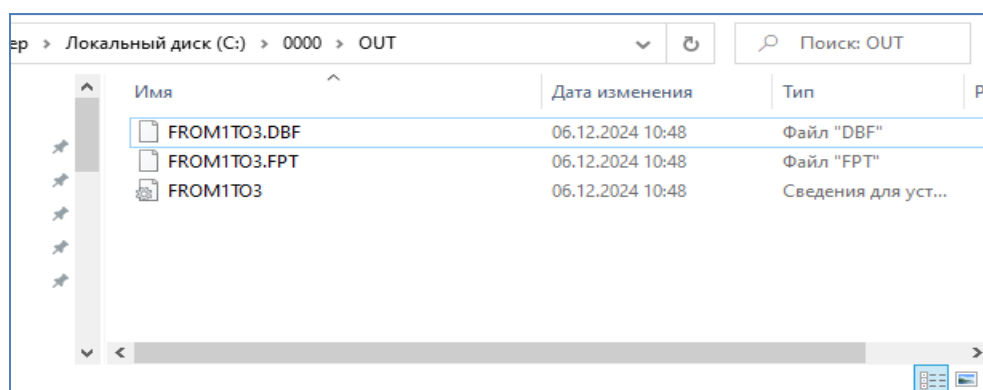 ер > Локальный диск (C:) > 0000 > OUT Поиск: OUT
Имя Дата изменения Тип Р
FROM1TO3.DBF 06.12.2024 10:48 Файл "DBF"
FROM1TO3.FPT 06.12.2024 10:48 Файл "FPT"
FROM1TO3 06.12.2024 10:48 Сведения для уст...